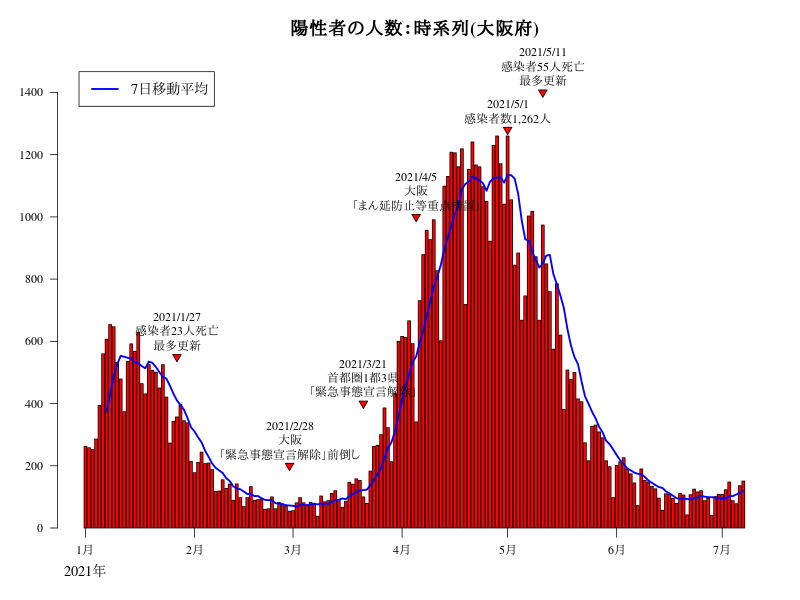 陽性者の人数：時系列(大阪府)
7日移動平均
2021/5/11
感染者55人死亡
最多更新
2021/5/1
感染者数1,262人
2021/4/5
大阪
「まん延防止等重点措置」
2021/1/27
感染者23人死亡
最多更新
2021/3/21
首都圏1都3県
「緊急事態宣言解除」
2021/2/28
大阪
「緊急事態宣言解除」前倒し
1400
1200
1000
800
600
400
200
0
1月 2月 3月 4月 5月 6月 7月
2021年